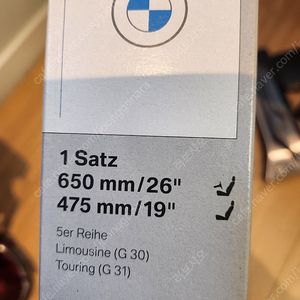 1 Satz
650 mm/26"
475 mm/19"
5er Reihe
Limousine (G 30)
Touring (G 31)